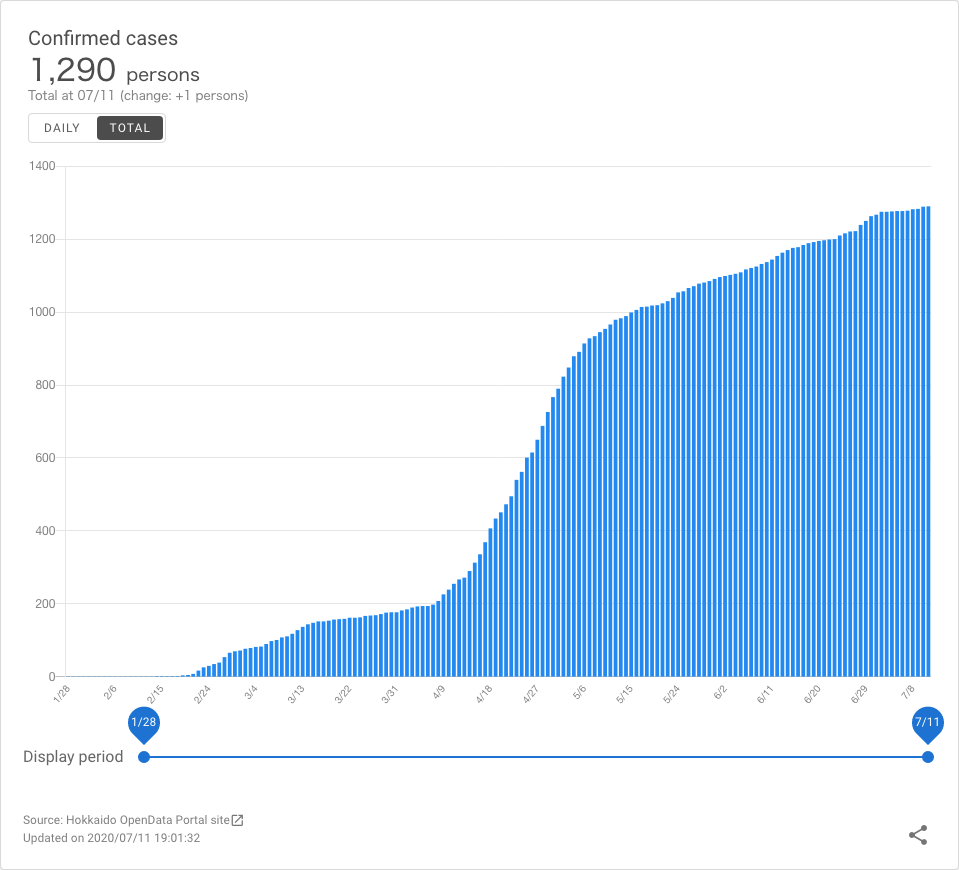 Confirmed cases
1,290 persons
Total at 07/11 (change: +1 persons)
DAILY TOTAL
1400
1200
1000
800
600
400
200
0
1/28 2/6 2/15 2/24 3/4 3/13 3/22 3/31 4/9 4/18 4/27 5/6 5/15 5/24 6/2 6/11 6/20 6/29 7/8
1/28 7/11
Display period
Source: Hokkaido OpenData Portal site
Updated on 2020/07/11 19:01:32